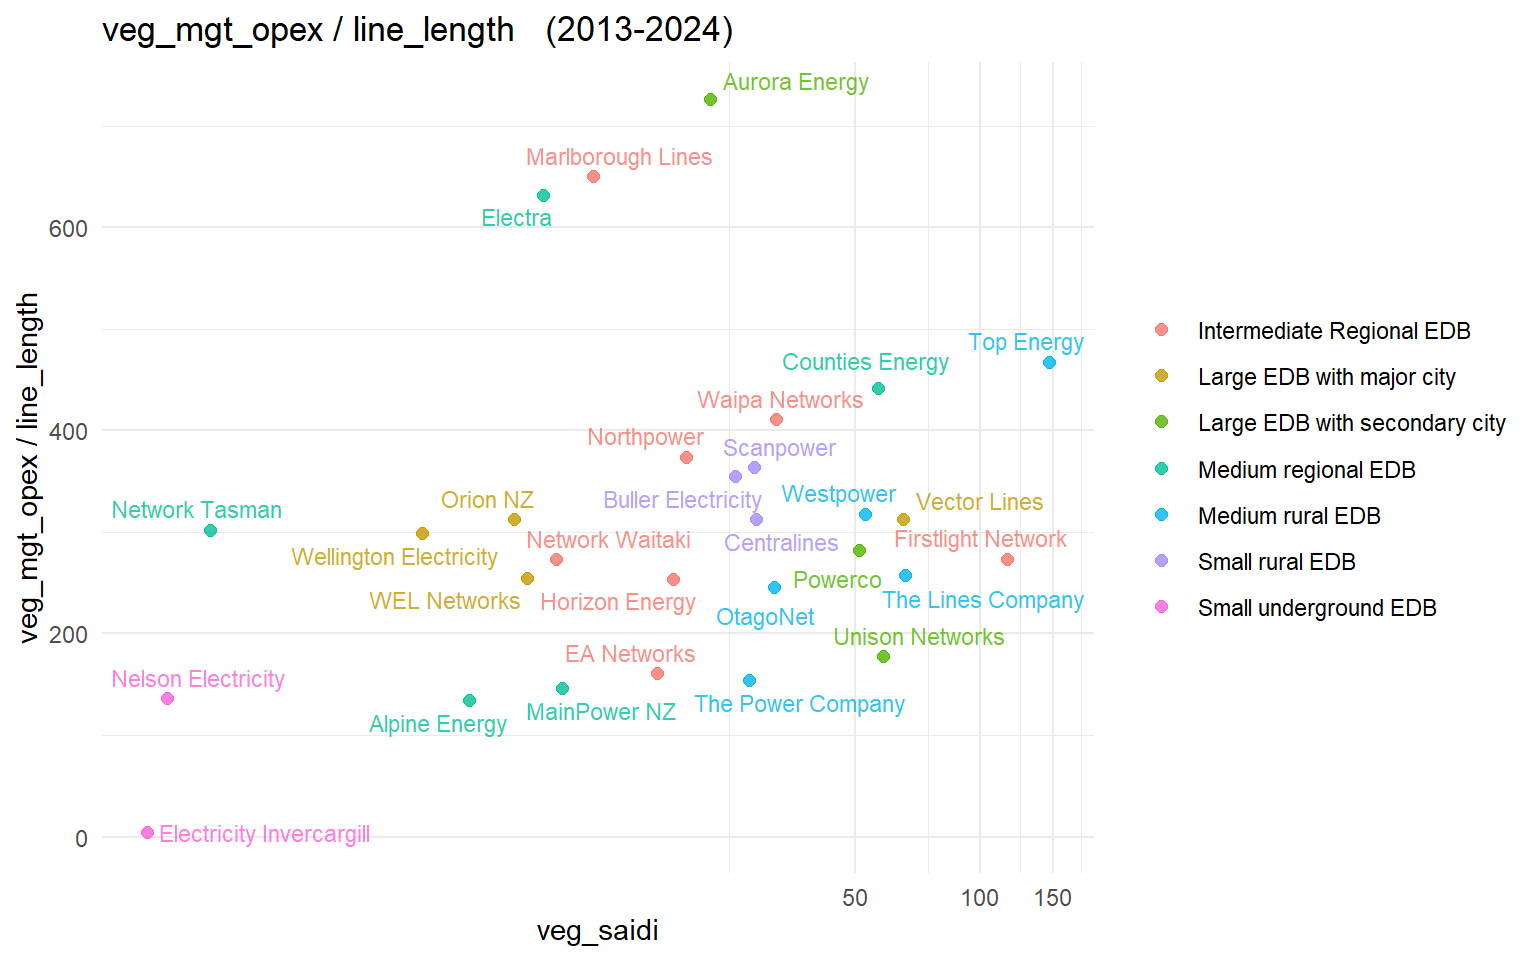 veg_mgt_opex / line_length (2013-2024)
Aurora Energy
Marlborough Lines
Electra
600
Top Energy
Counties Energy
Waipa Networks
400
Northpower
Scanpower
Westpower
Buller Electricity
Orion NZ
Vector Lines
Network Tasman
Network Waitaki
Centralines
Firstlight Network
Wellington Electricity
Powerco
WEL Networks
Horizon Energy
The Lines Company
OtagoNet
200
Unison Networks
EA Networks
Nelson Electricity
The Power Company
MainPower NZ
Alpine Energy
0
Electricity Invercargill
50
100
150
veg_saidi
veg_mgt_opex / line_length
Intermediate Regional EDB
Large EDB with major city
Large EDB with secondary city
Medium regional EDB
Medium rural EDB
Small rural EDB
Small underground EDB